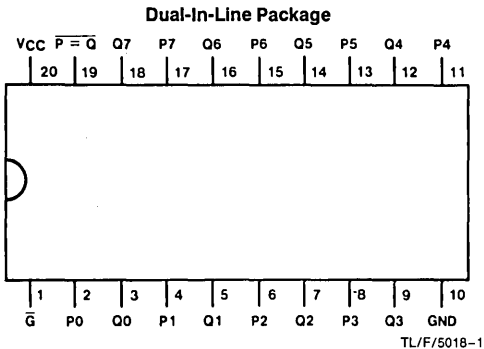 Dual-In-Line Package
VCC P = Q Q7 P7 Q6 P6 Q5 P5 Q4 P4
20 19 18 17 16 15 14 13 12 11
1 2 3 4 5 6 7 8 9 10
G P0 Q0 P1 Q1 P2 Q2 P3 Q3 GND
TL/F/5018-1